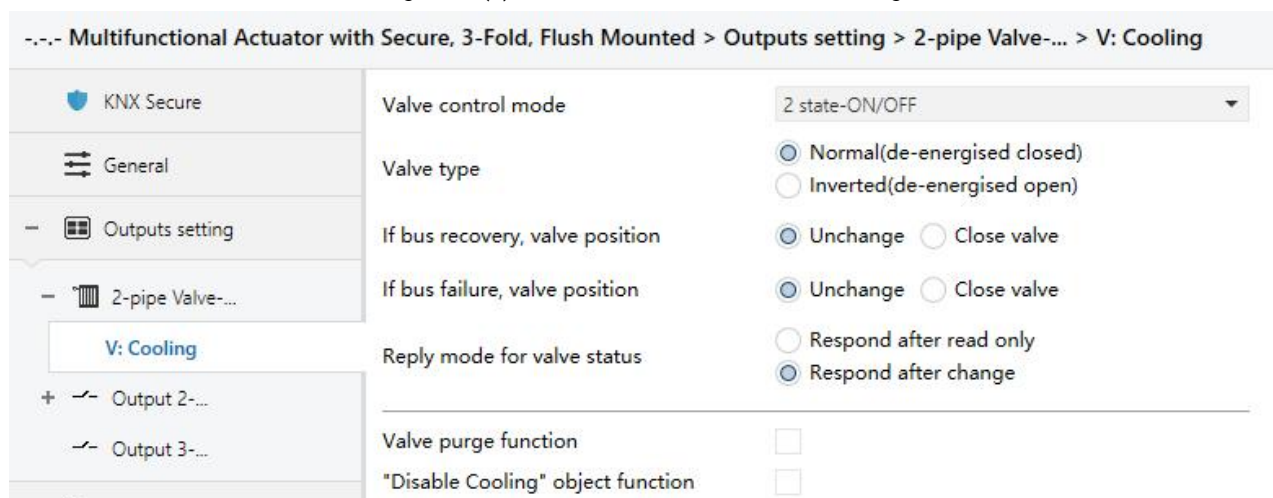 -.-.- Multifunctional Actuator with Secure, 3-Fold, Flush Mounted > Outputs setting > 2-pipe Valve-... > V: Cooling
KNX Secure
General
Outputs setting
2-pipe Valve-...
V: Cooling
Output 2-...
Output 3-...
Valve control mode
2 state-ON/OFF
Valve type
Normal(de-energised closed)
Inverted(de-energised open)
If bus recovery, valve position
Unchange Close valve
If bus failure, valve position
Unchange Close valve
Reply mode for valve status
Respond after read only
Respond after change
Valve purge function
"Disable Cooling" object function